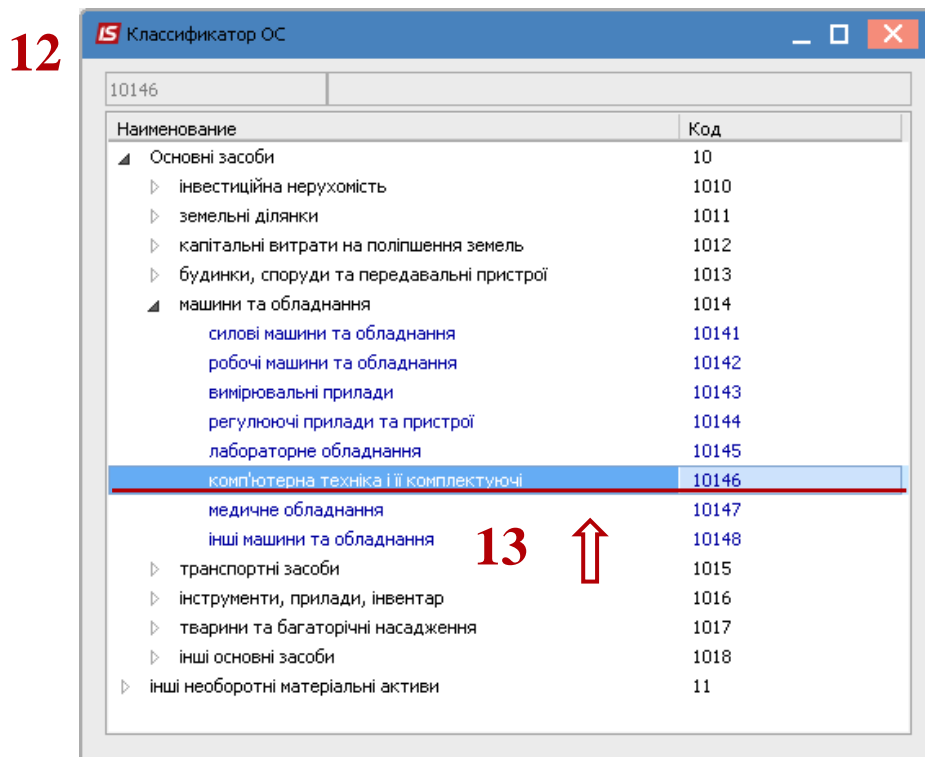 12
IS Классификатор ОС
10146
Наименование Код
Основні засоби 10
інвестиційна нерухомість 1010
земельні ділянки 1011
капітальні витрати на поліпшення земель 1012
будинки, споруди та передавальні пристрої 1013
машини та обладнання 1014
силові машини та обладнання 10141
робочі машини та обладнання 10142
вимірювальні прилади 10143
регулюючі прилади та пристрої 10144
лабораторне обладнання 10145
комп'ютерна техніка і її комплектуючі 10146
медичне обладнання 10147
інші машини та обладнання 10148
13
транспортні засоби 1015
інструменти, прилади, інвентар 1016
тварини та багаторічні насадження 1017
інші основні засоби 1018
інші необоротні матеріальні активи 11